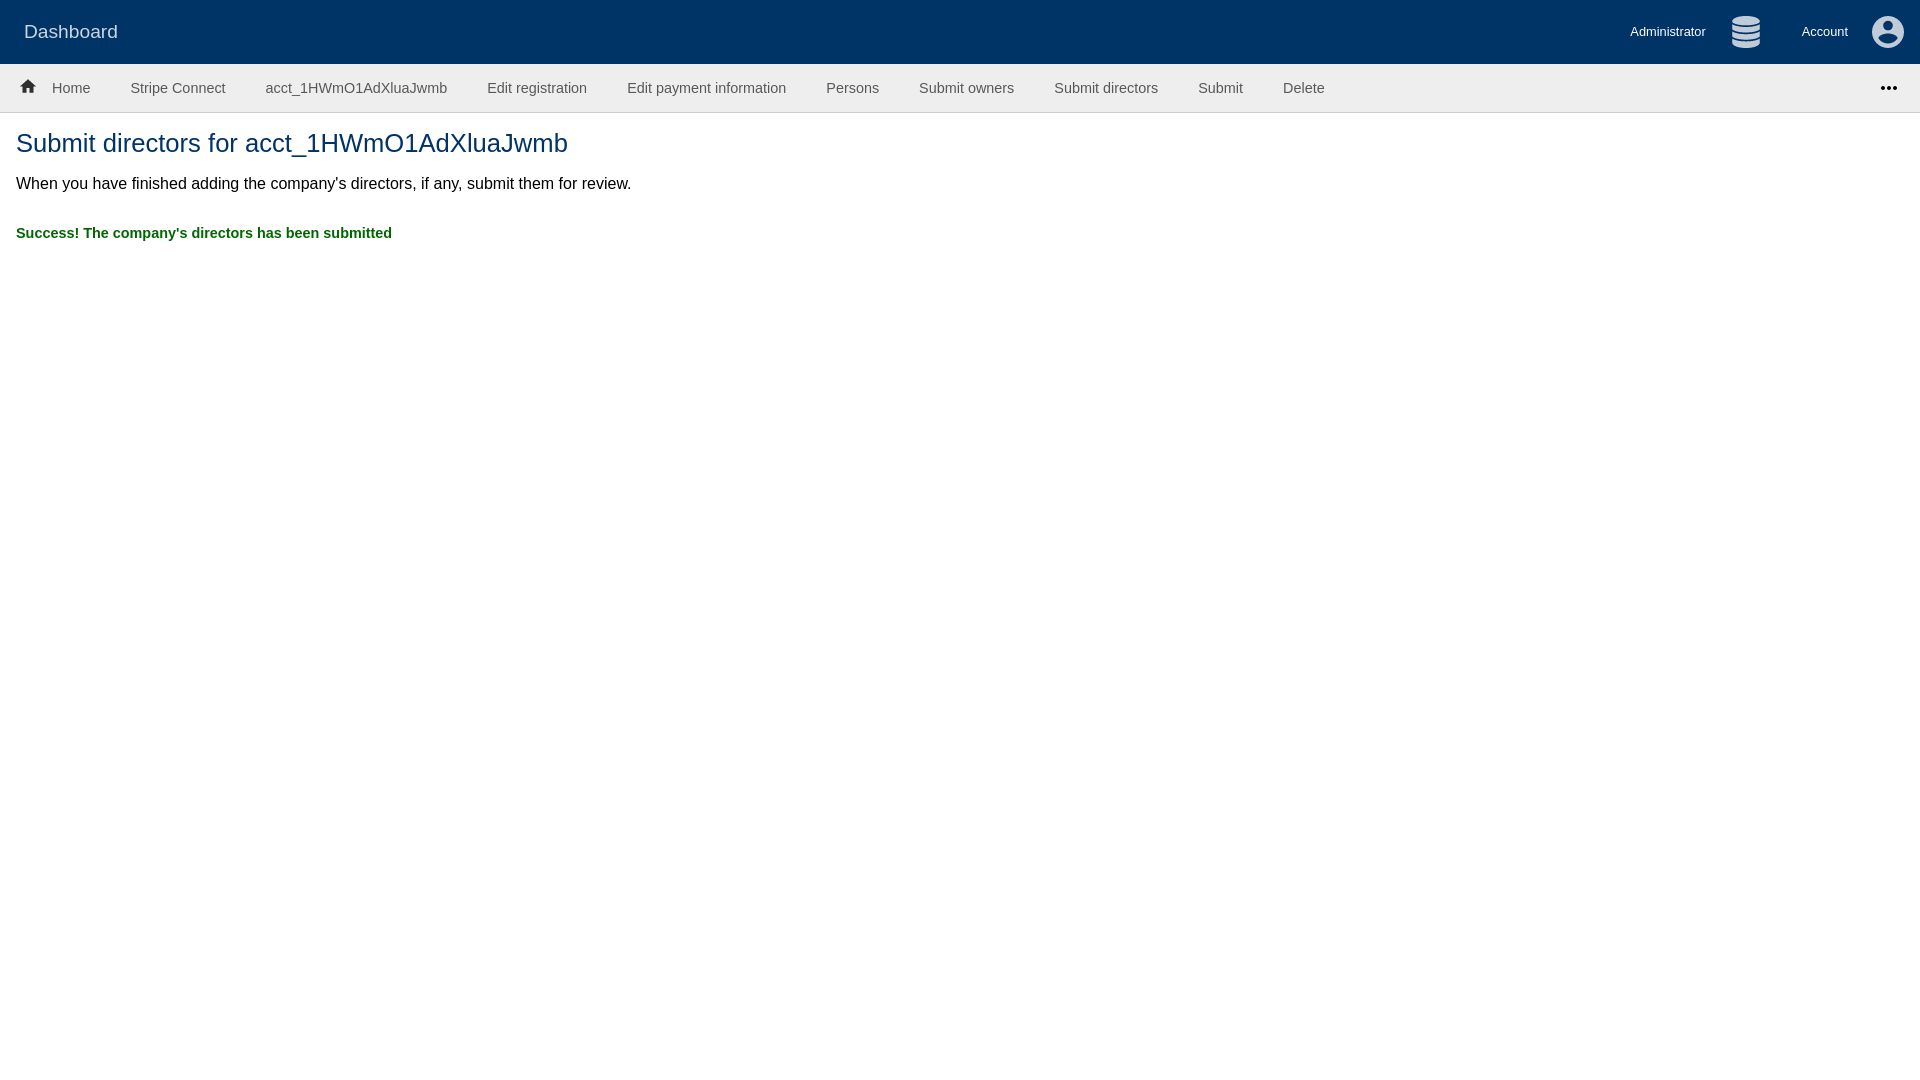 Dashboard
Administrator
Account
Home
Stripe Connect
acct_1HWmO1AdXluaJwmb
Edit registration
Edit payment information
Persons
Submit owners
Submit directors
Submit
Delete
Submit directors for acct_1HWmO1AdXluaJwmb
When you have finished adding the company's directors, if any, submit them for review.
Success! The company's directors has been submitted